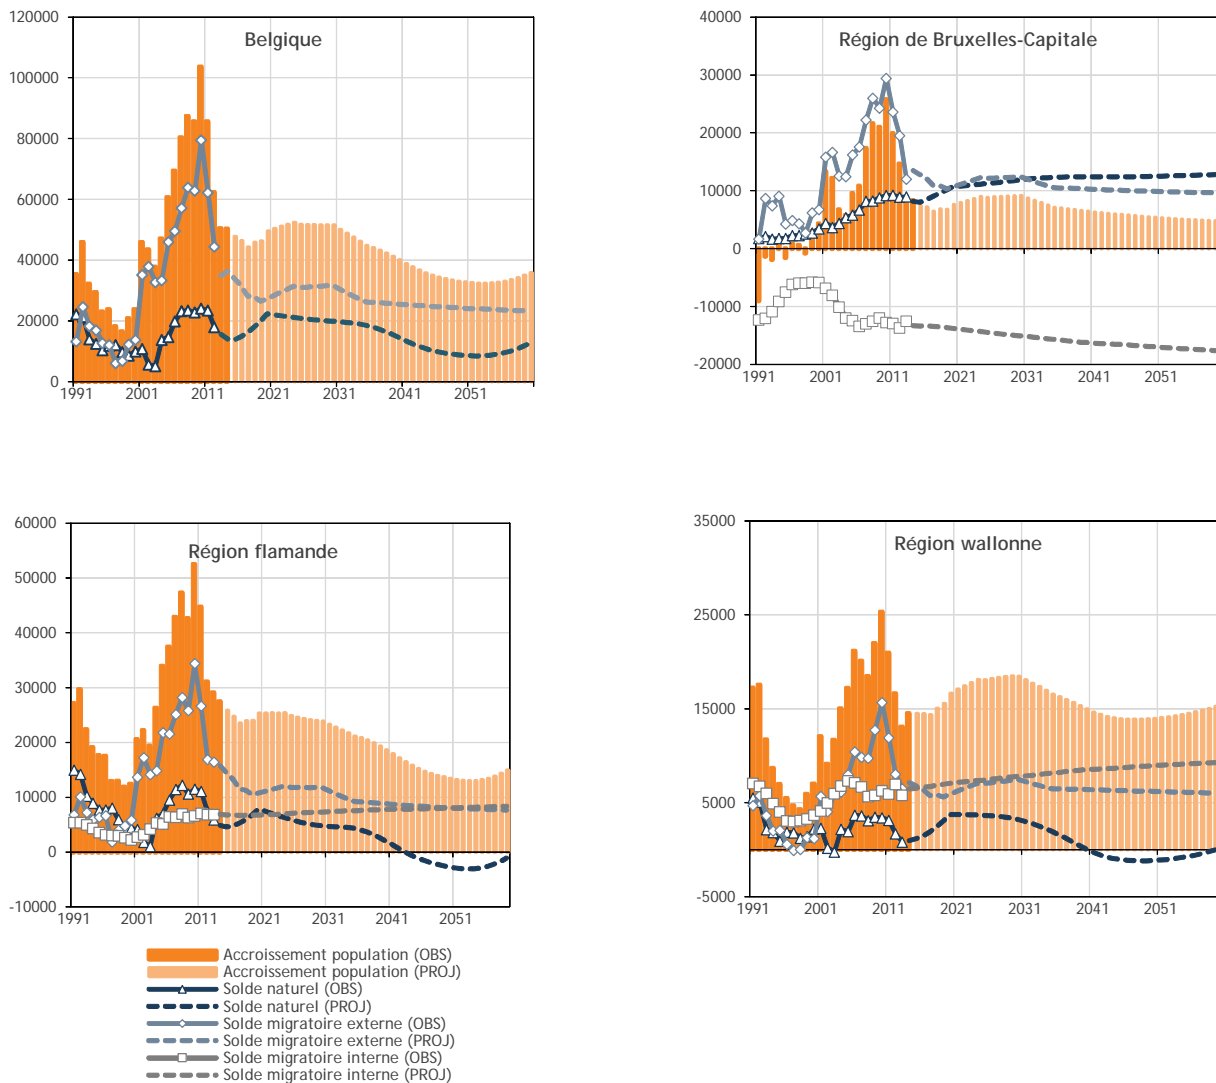 Belgique
120000
100000
80000
60000
40000
20000
0
1991 2001 2011 2021 2031 2041 2051
Région de Bruxelles-Capitale
40000
30000
20000
10000
0
-10000
-20000
1991 2001 2011 2021 2031 2041 2051
Région flamande
60000
50000
40000
30000
20000
10000
0
-10000
1991 2001 2011 2021 2031 2041 2051
Région wallonne
35000
25000
15000
5000
-5000
1991 2001 2011 2021 2031 2041 2051
Accroissement population (OBS)
Accroissement population (PROJ)
Solde naturel (OBS)
Solde naturel (PROJ)
Solde migratoire externe (OBS)
Solde migratoire externe (PROJ)
Solde migratoire interne (OBS)
Solde migratoire interne (PROJ)